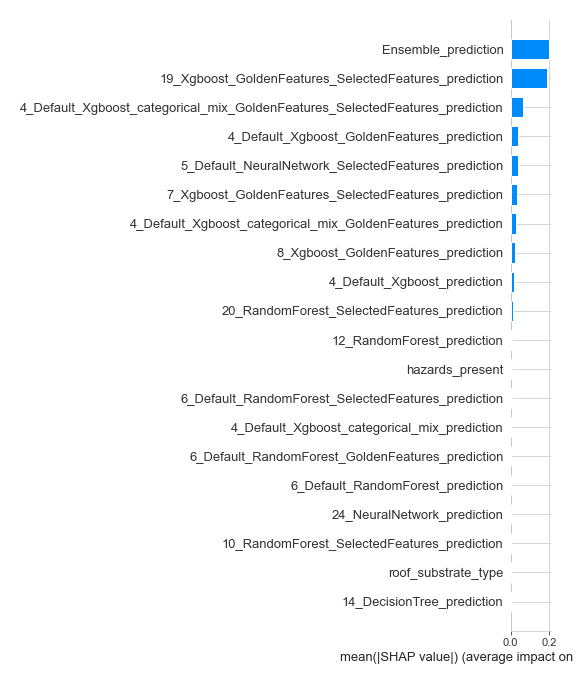 Ensemble_prediction
19_Xgboost_GoldenFeatures_SelectedFeatures_prediction
4_Default_Xgboost_categorical_mix_GoldenFeatures_SelectedFeatures_prediction
4_Default_Xgboost_GoldenFeatures_prediction
5_Default_NeuralNetwork_SelectedFeatures_prediction
7_Xgboost_GoldenFeatures_SelectedFeatures_prediction
4_Default_Xgboost_categorical_mix_GoldenFeatures_prediction
8_Xgboost_GoldenFeatures_prediction
4_Default_Xgboost_prediction
20_RandomForest_SelectedFeatures_prediction
12_RandomForest_prediction
hazards_present
6_Default_RandomForest_SelectedFeatures_prediction
4_Default_Xgboost_categorical_mix_prediction
6_Default_RandomForest_GoldenFeatures_prediction
6_Default_RandomForest_prediction
24_NeuralNetwork_prediction
10_RandomForest_SelectedFeatures_prediction
roof_substrate_type
14_DecisionTree_prediction
0.0 0.2
mean(|SHAP value|) (average impact on